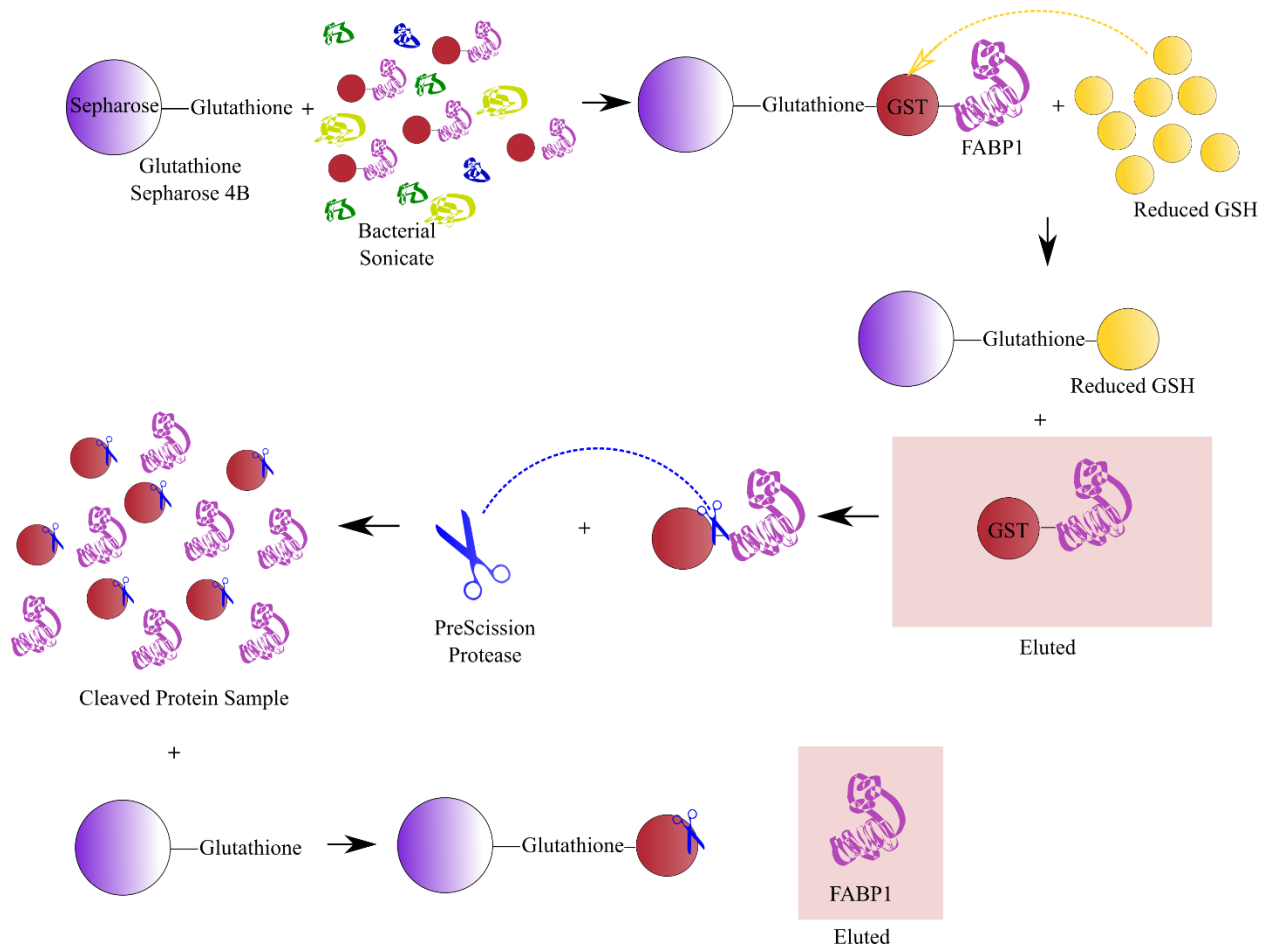 Sepharose
Glutathione
+
Glutathione
Sepharose 4B
Bacterial
Sonicate
Glutathione
GST
FABP1
+
Reduced GSH
Glutathione
Reduced GSH
+
GST
Eluted
+
PreScission
Protease
Cleaved Protein Sample
+
Glutathione
Glutathione
FABP1
Eluted